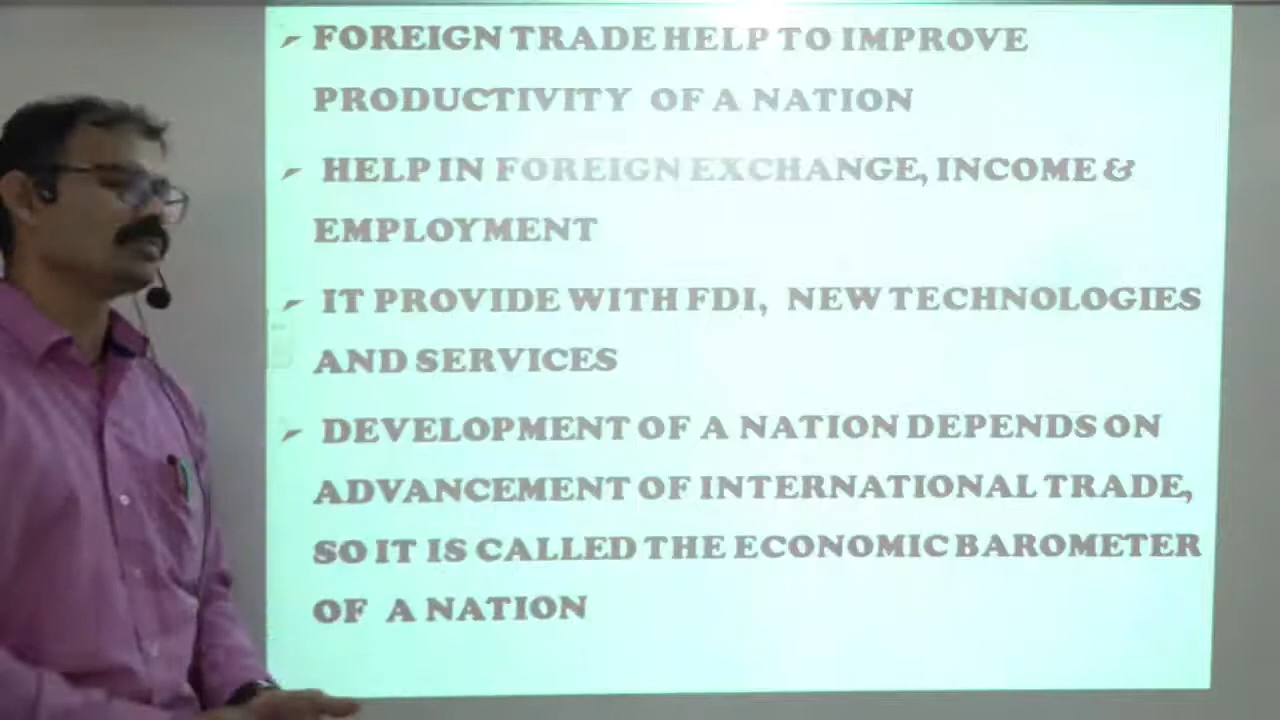 FOREIGN TRADE HELP TO IMPROVE
PRODUCTIVITY OF A NATION
HELP IN FOREIGN EXCHANGE, INCOME &
EMPLOYMENT
IT PROVIDE WITH FDI, NEW TECHNOLOGIES
AND SERVICES
DEVELOPMENT OF A NATION DEPENDS ON
ADVANCEMENT OF INTERNATIONAL TRADE,
SO IT IS CALLED THE ECONOMIC BAROMETER
OF A NATION